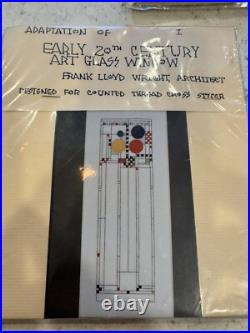 ADAPTATION OF I
EARLY 20TH CENTURY
ART GLASS WINDOW
FRANK LLOYD WRIGHT, ARCHITECT
DESIGNED FOR COUNTED THREAD CROSS STITCH